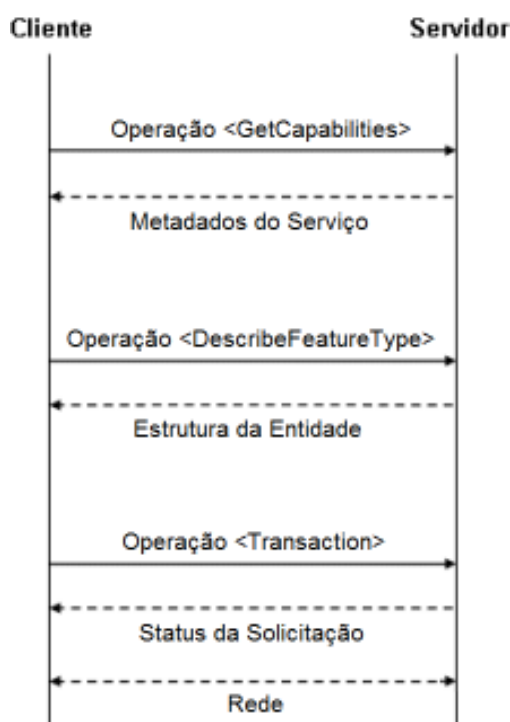 Cliente Servidor
Operação <GetCapabilities>
Metadados do Serviço
Operação <DescribeFeatureType>
Estrutura da Entidade
Operação <Transaction>
Status da Solicitação
Rede